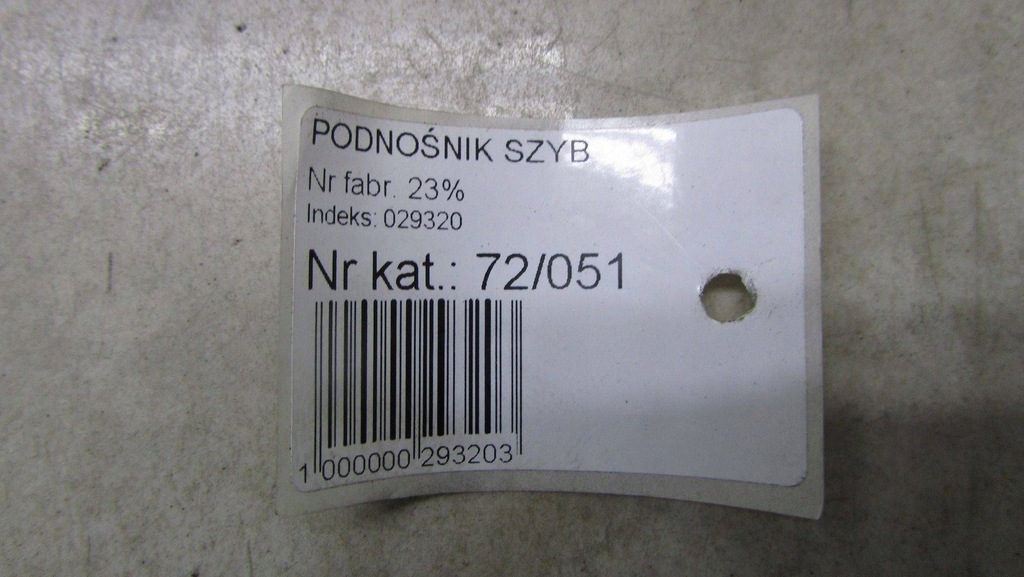 PODNOŚNIK SZYB
Nr fabr. 23%
Indeks: 029320
Nr kat.: 72/051
1 000000 293203